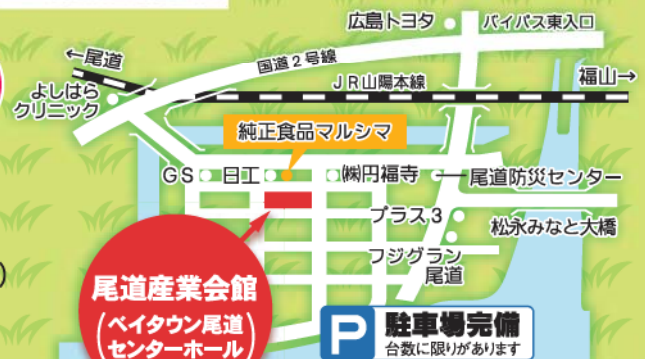 広島トヨタ
バイパス東入口
←尾道
国道2号線
JR山陽本線
福山→
よしはら
クリニック
純正食品マルシマ
GS
日工
㈱円福寺
尾道防災センター
プラス3
松永みなと大橋
フジグラン
尾道
尾道産業会館
(ベイタウン尾道
センターホール)
P
駐車場完備
台数に限りがあります
)